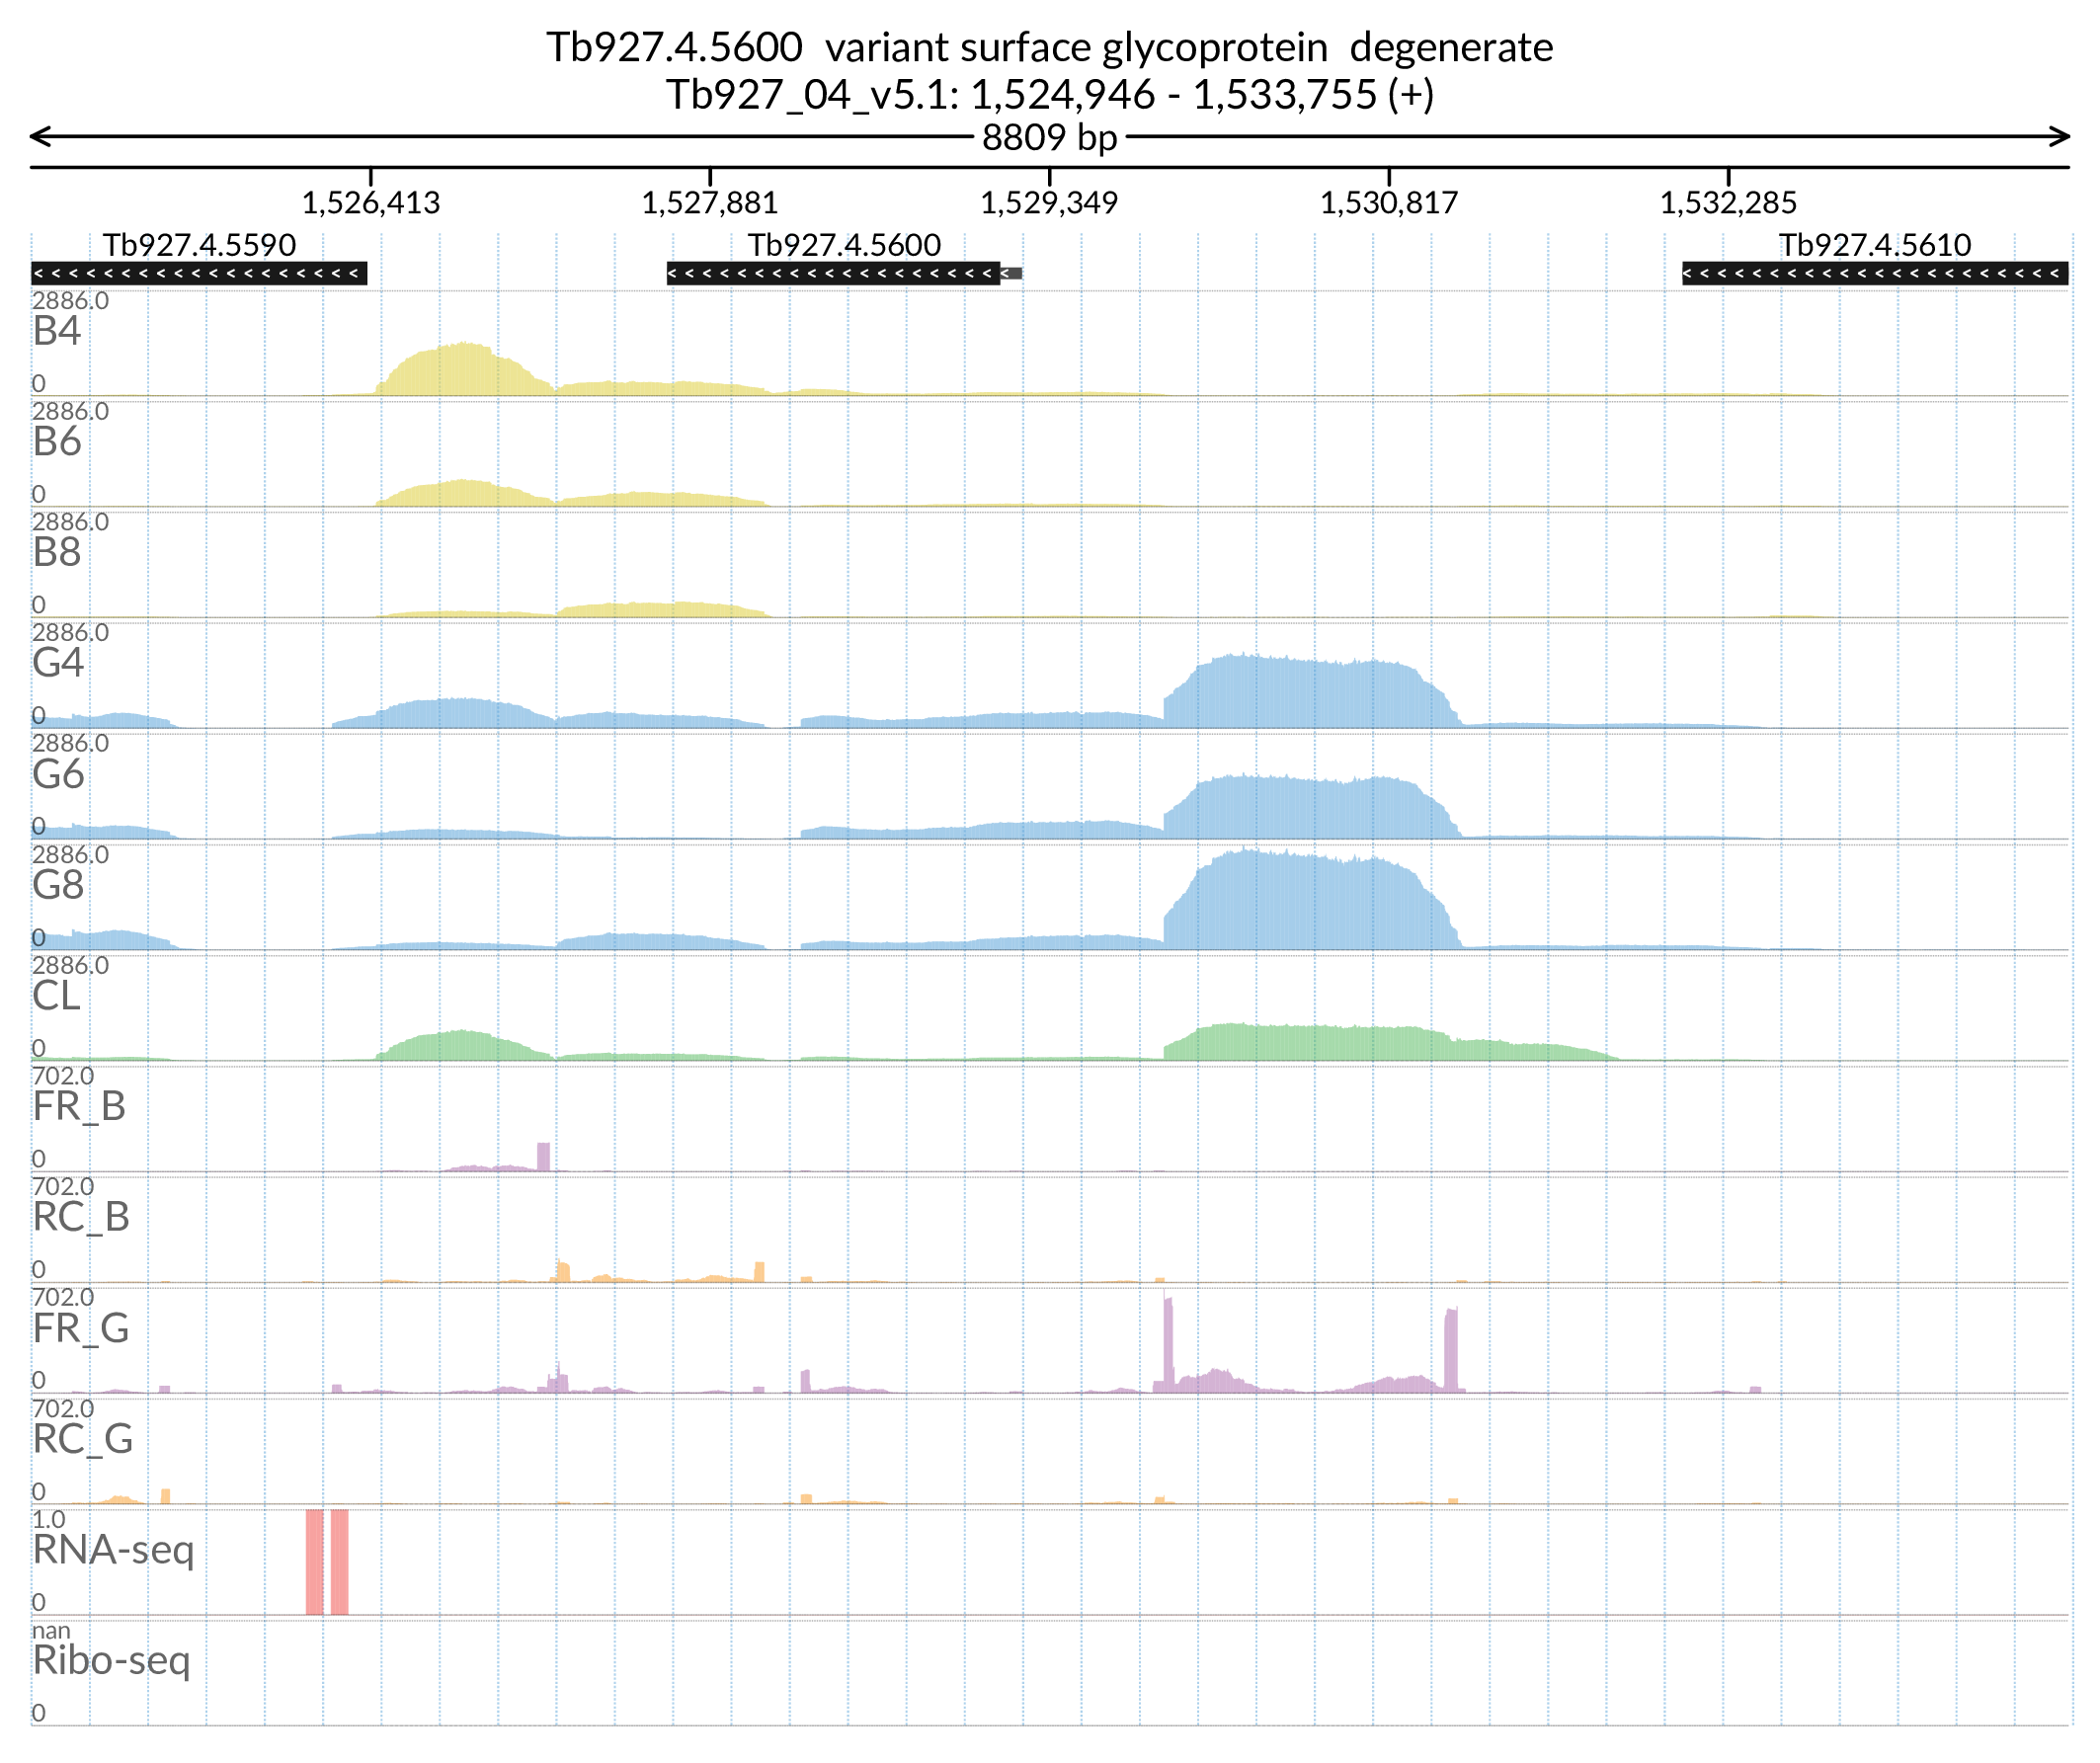 Tb927.4.5600 variant surface glycoprotein degenerate
Tb927_04_v5.1: 1,524,946 - 1,533,755 (+)
8809 bp
1,526,413 1,527,881 1,529,349 1,530,817 1,532,285
Tb927.4.5590 Tb927.4.5600 Tb927.4.5610
2886.0
B4
0
2886.0
B6
0
2886.0
B8
0
2886.0
G4
0
2886.0
G6
0
2886.0
G8
0
2886.0
CL
0
702.0
FR_B
0
702.0
RC_B
0
702.0
FR_G
0
702.0
RC_G
0
1.0
RNA-seq
0
nan
Ribo-seq
0